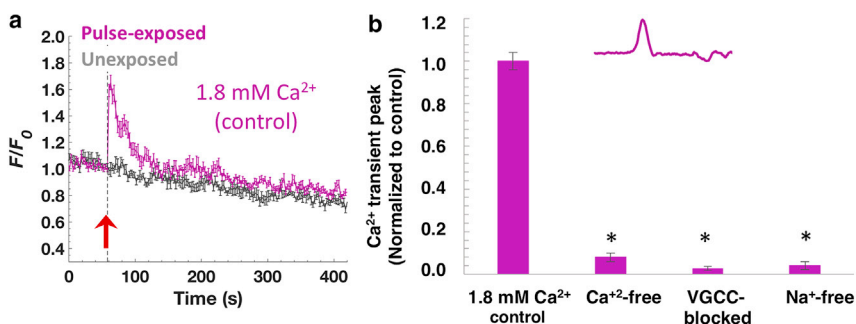 a
Pulse-exposed
Unexposed
1.8 mM Ca²⁺
(control)
2.0
1.8
1.6
1.4
1.2
1.0
0.8
0.6
0.4
F/F₀
0 100 200 300 400
Time (s)
b
1.2
1.0
0.8
0.6
0.4
0.2
0.0
Ca²⁺ transient peak
(Normalized to control)
* * *
1.8 mM Ca²⁺
control
Ca⁺²-free
VGCC-
blocked
Na⁺-free